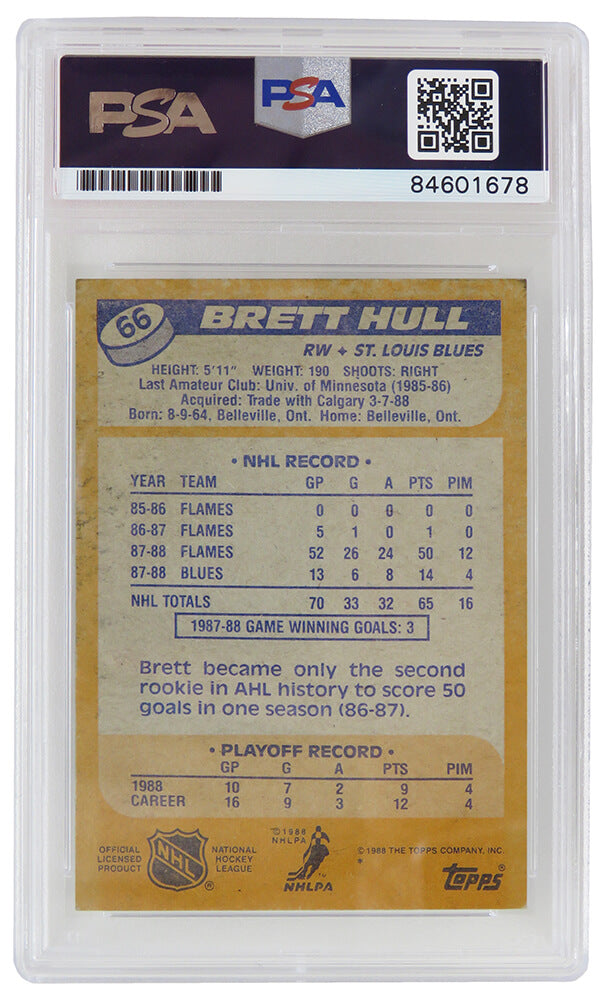 PSA PSA
84601678
66 BRETT HULL
RW ✦ ST. LOUIS BLUES
HEIGHT: 5'11" WEIGHT: 190 SHOOTS: RIGHT
Last Amateur Club: Univ. of Minnesota (1985-86)
Acquired: Trade with Calgary 3-7-88
Born: 8-9-64, Belleville, Ont. Home: Belleville, Ont.
• NHL RECORD •
YEAR TEAM GP G A PTS PIM
85-86 FLAMES 0 0 0 0 0
86-87 FLAMES 5 1 0 1 0
87-88 FLAMES 52 26 24 50 12
87-88 BLUES 13 6 8 14 4
NHL TOTALS 70 33 32 65 16
1987-88 GAME WINNING GOALS: 3
Brett became only the second
rookie in AHL history to score 50
goals in one season (86-87).
• PLAYOFF RECORD •
GP G A PTS PIM
1988 10 7 2 9 4
CAREER 16 9 3 12 4
OFFICIAL
LICENSED
PRODUCT
NHL ®
NATIONAL
HOCKEY
LEAGUE
©1988
NHLPA
NHLPA
©1988 THE TOPPS COMPANY, INC.
*
topps®